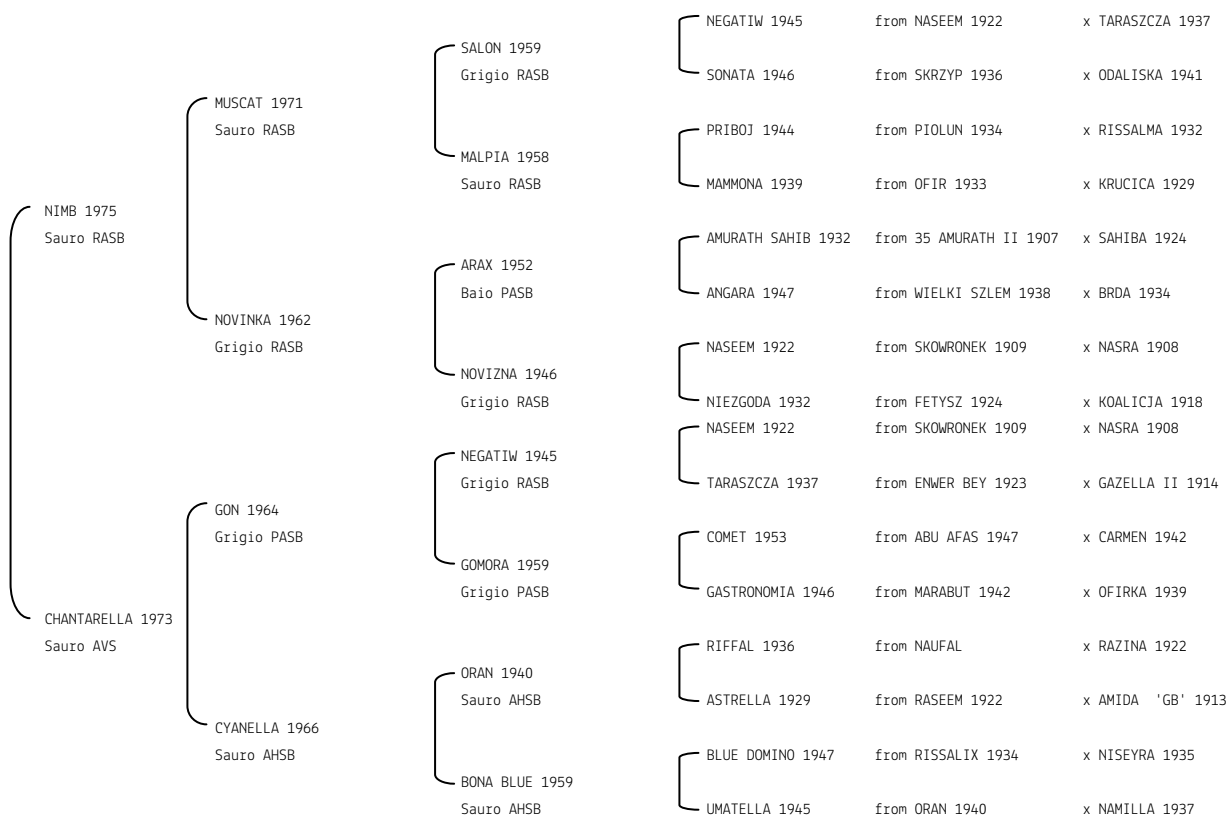 NEGATIW 1945 from NASEEM 1922 x TARASZCZA 1937
SALON 1959
Grigio RASB
SONATA 1946 from SKRZYP 1936 x ODALISKA 1941
MUSCAT 1971
Sauro RASB
PRIBOJ 1944 from PIOLUN 1934 x RISSALMA 1932
MALPIA 1958
Sauro RASB
MAMMONA 1939 from OFIR 1933 x KRUCICA 1929
NIMB 1975
Sauro RASB
AMURATH SAHIB 1932 from 35 AMURATH II 1907 x SAHIBA 1924
ARAX 1952
Baio PASB
ANGARA 1947 from WIELKI SZLEM 1938 x BRDA 1934
NOVINKA 1962
Grigio RASB
NASEEM 1922 from SKOWRONEK 1909 x NASRA 1908
NOVIZNA 1946
Grigio RASB
NIEZGODA 1932 from FETYSZ 1924 x KOALICJA 1918
NASEEM 1922 from SKOWRONEK 1909 x NASRA 1908
NEGATIW 1945
Grigio RASB
TARASZCZA 1937 from ENWER BEY 1923 x GAZELLA II 1914
GON 1964
Grigio PASB
COMET 1953 from ABU AFAS 1947 x CARMEN 1942
GOMORA 1959
Grigio PASB
GASTRONOMIA 1946 from MARABUT 1942 x OFIRKA 1939
CHANTARELLA 1973
Sauro AVS
RIFFAL 1936 from NAUFAL x RAZINA 1922
ORAN 1940
Sauro AHSB
ASTRELLA 1929 from RASEEM 1922 x AMIDA 'GB' 1913
CYANELLA 1966
Sauro AHSB
BLUE DOMINO 1947 from RISSALIX 1934 x NISEYRA 1935
BONA BLUE 1959
Sauro AHSB
UMATELLA 1945 from ORAN 1940 x NAMILLA 1937